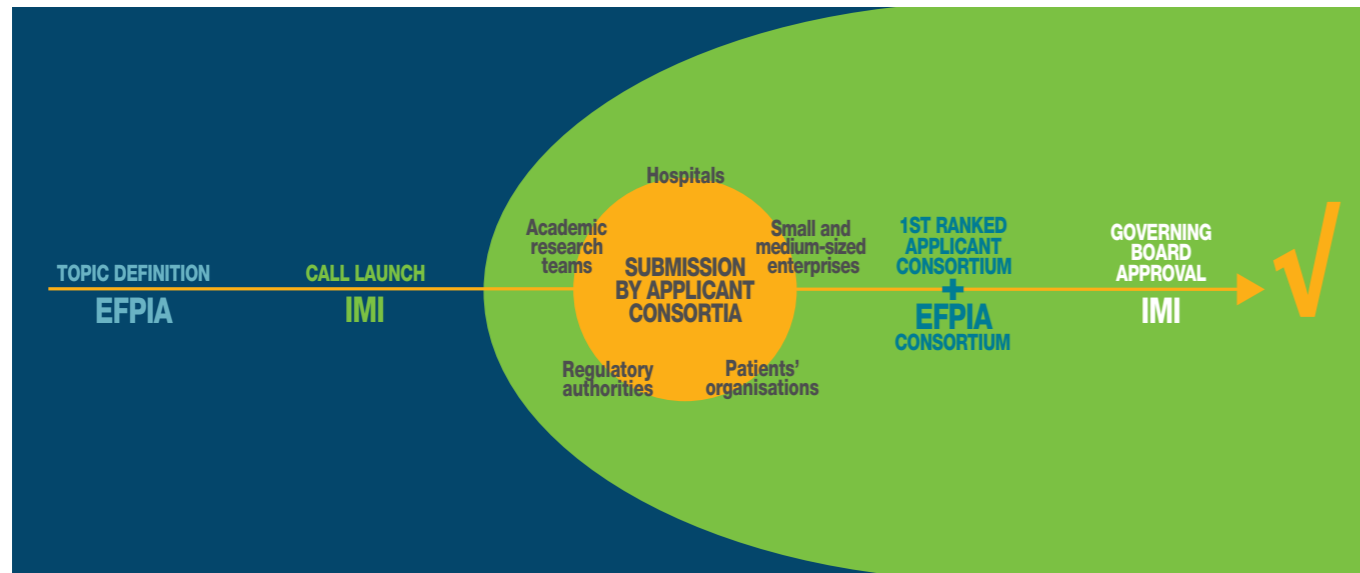 TOPIC DEFINITION
EFPIA
CALL LAUNCH
IMI
Hospitals
Academic
research
teams
Small and
medium-sized
enterprises
SUBMISSION
BY APPLICANT
CONSORTIA
Regulatory
authorities
Patients’
organisations
1ST RANKED
APPLICANT
CONSORTIUM
+
EFPIA
CONSORTIUM
GOVERNING
BOARD
APPROVAL
IMI